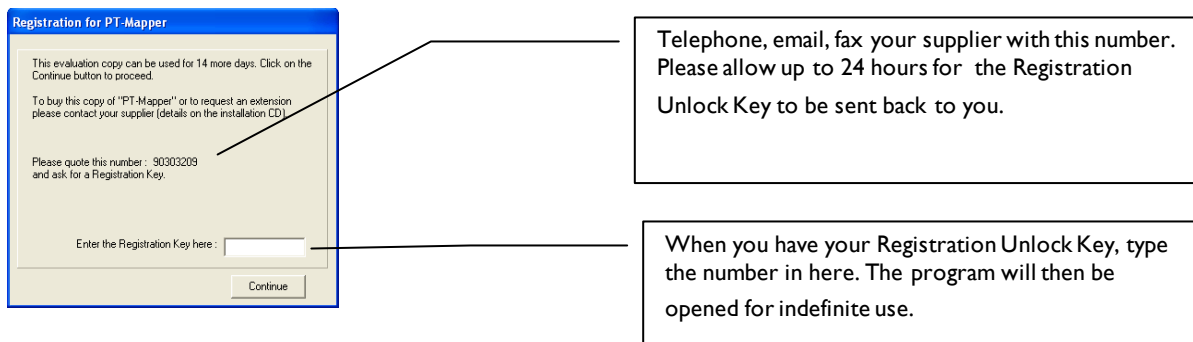 Registration for PT-Mapper
This evaluation copy can be used for 14 more days. Click on the
Continue button to proceed.
To buy this copy of "PT-Mapper" or to request an extension
please contact your supplier (details on the installation CD).
Please quote this number : 90303209
and ask for a Registration Key.
Enter the Registration Key here :
Continue
Telephone, email, fax your supplier with this number.
Please allow up to 24 hours for the Registration
Unlock Key to be sent back to you.
When you have your Registration Unlock Key, type
the number in here. The program will then be
opened for indefinite use.